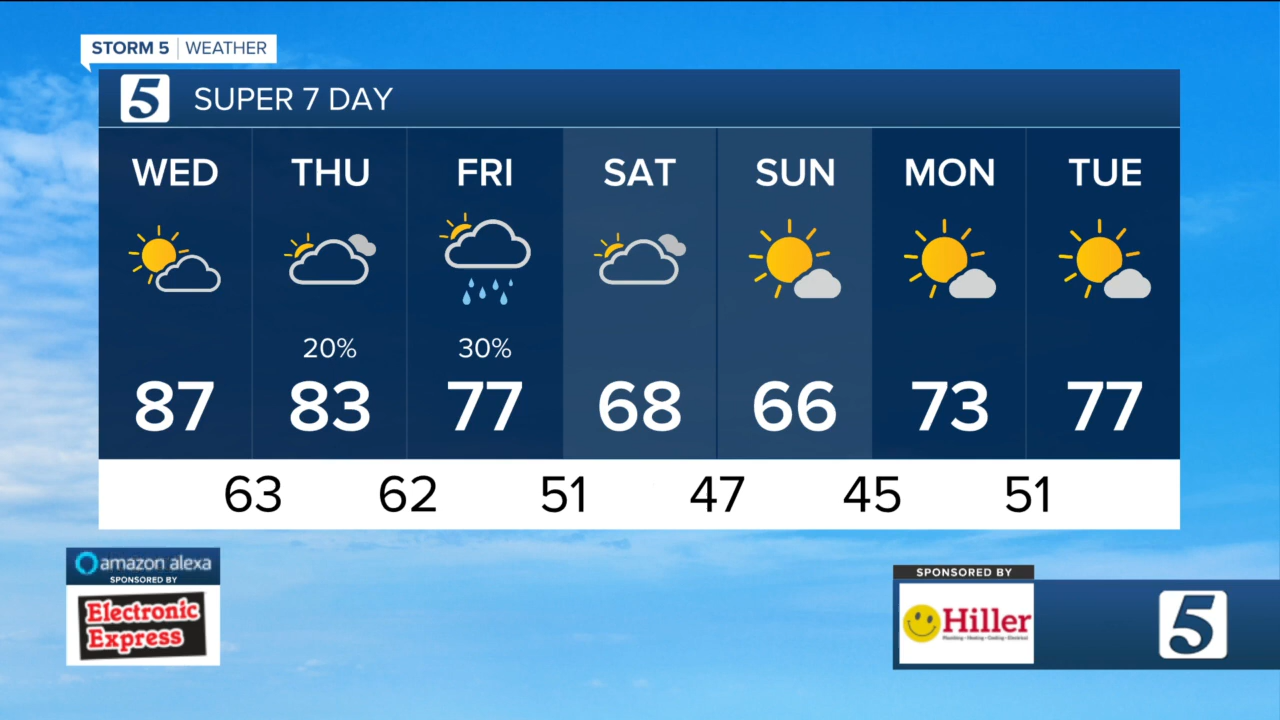 STORM 5 | WEATHER
5 SUPER 7 DAY
WED THU FRI SAT SUN MON TUE
20% 30%
87 83 77 68 66 73 77
63 62 51 47 45 51
amazon alexa
SPONSORED BY
Electronic
Express
SPONSORED BY
Hiller
Plumbing • Heating • Cooling • Electrical
5